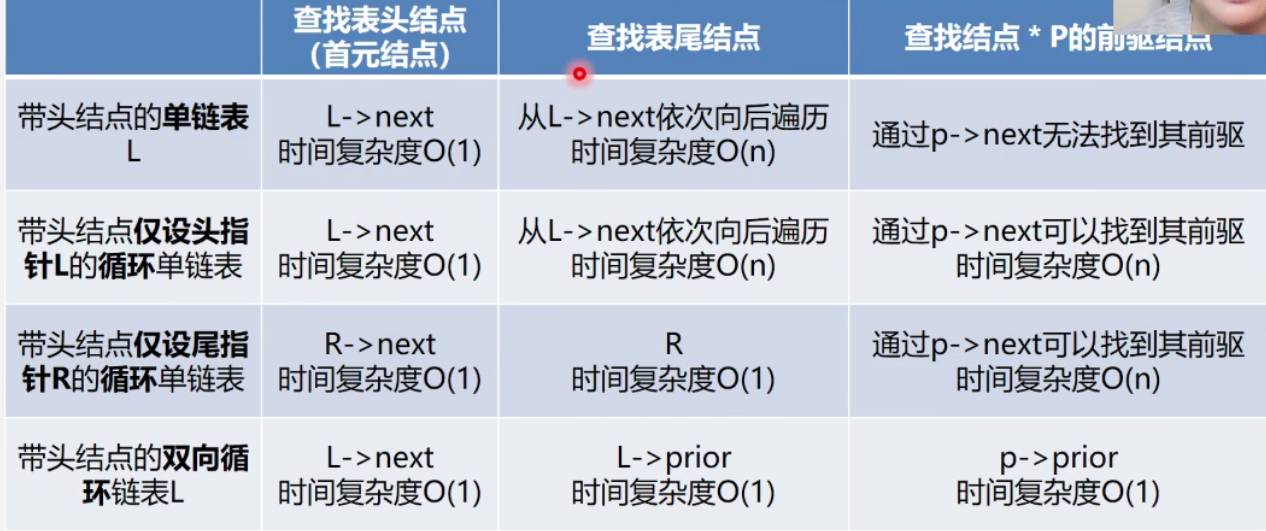 查找表头结点
（首元结点）
查找表尾结点
查找结点 * P的前驱结点
带头结点的单链表
L
L->next
时间复杂度O(1)
从L->next依次向后遍历
时间复杂度O(n)
通过p->next无法找到其前驱
带头结点仅设头指
针L的循环单链表
L->next
时间复杂度O(1)
从L->next依次向后遍历
时间复杂度O(n)
通过p->next可以找到其前驱
时间复杂度O(n)
带头结点仅设尾指
针R的循环单链表
R->next
时间复杂度O(1)
R
时间复杂度O(1)
通过p->next可以找到其前驱
时间复杂度O(n)
带头结点的双向循
环链表L
L->next
时间复杂度O(1)
L->prior
时间复杂度O(1)
p->prior
时间复杂度O(1)